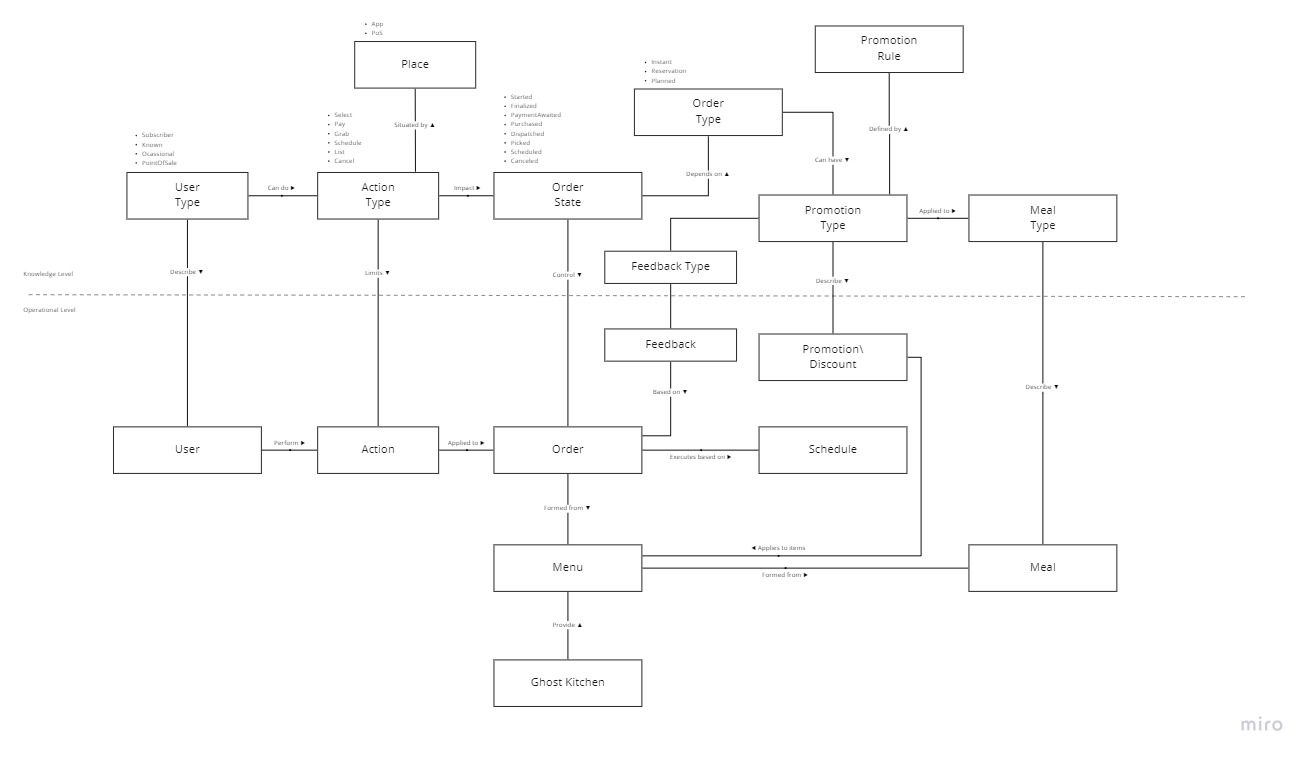 • App
• PoS
Place
Promotion
Rule
• Instant
• Reservation
• Planned
Order
Type
• Started
• Finalized
• PaymentAwaited
• Purchased
• Dispatched
• Picked
• Scheduled
• Canceled
• Select
• Pay
• Grab
• Schedule
• List
• Cancel
Situated by ▲
Defined by ▲
• Subscriber
• Known
• Ocassional
• PointOfSale
Can have ▼
Depends on ▲
User
Type
Can do ►
Action
Type
Impact ►
Order
State
Promotion
Type
Applied to ►
Meal
Type
Feedback Type
Knowledge Level
Describe ▼
Limits ▼
Control ▼
Describe ▼
Operational Level
Feedback
Promotion\
Discount
Based on ▼
Describe ▼
User
Perform ►
Action
Applied to ►
Order
Executes based on ►
Schedule
Formed from ▼
◄ Applies to items
Menu
Formed from ►
Meal
Provide ▲
Ghost Kitchen
miro